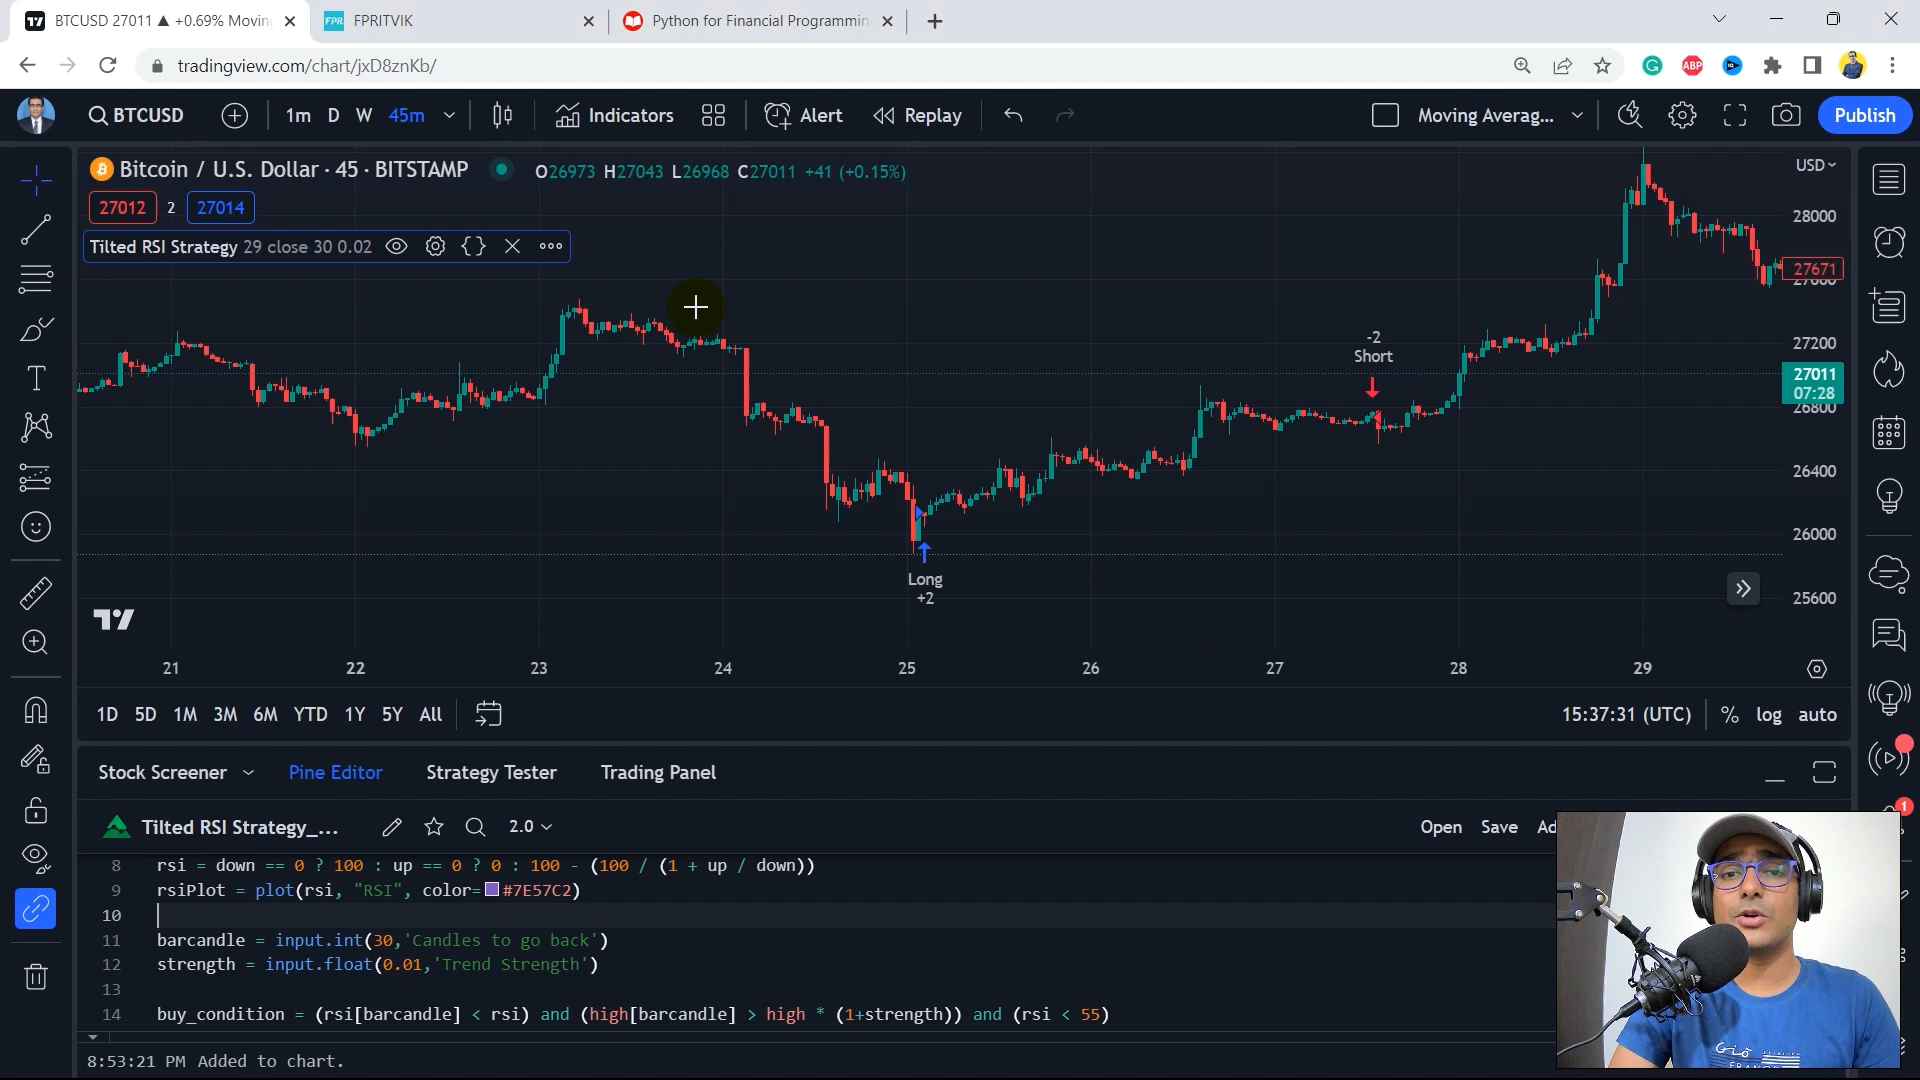 BTCUSD 27011 ▲ +0.69% Movin
FPR FPRITVIK
Python for Financial Programmin
tradingview.com/chart/jxD8znKb/
ABP
BTCUSD 1m D W 45m Indicators Alert Replay Moving Averag... Publish
Bitcoin / U.S. Dollar · 45 · BITSTAMP O26973 H27043 L26968 C27011 +41 (+0.15%)
USD
27012 2 27014
Tilted RSI Strategy 29 close 30 0.02
28000
27671
27200
27011
07:28
26800
26400
26000
25600
-2
Short
Long
+2
21 22 23 24 25 26 27 28 29
1D 5D 1M 3M 6M YTD 1Y 5Y All 15:37:31 (UTC) % log auto
Stock Screener Pine Editor Strategy Tester Trading Panel
Tilted RSI Strategy_... 2.0 Open Save Ad
8 rsi = down == 0 ? 100 : up == 0 ? 0 : 100 - (100 / (1 + up / down))
9 rsiPlot = plot(rsi, "RSI", color=#7E57C2)
10
11 barcandle = input.int(30,'Candles to go back')
12 strength = input.float(0.01,'Trend Strength')
13
14 buy_condition = (rsi[barcandle] < rsi) and (high[barcandle] > high * (1+strength)) and (rsi < 55)
8:53:21 PM Added to chart.
1
Giò